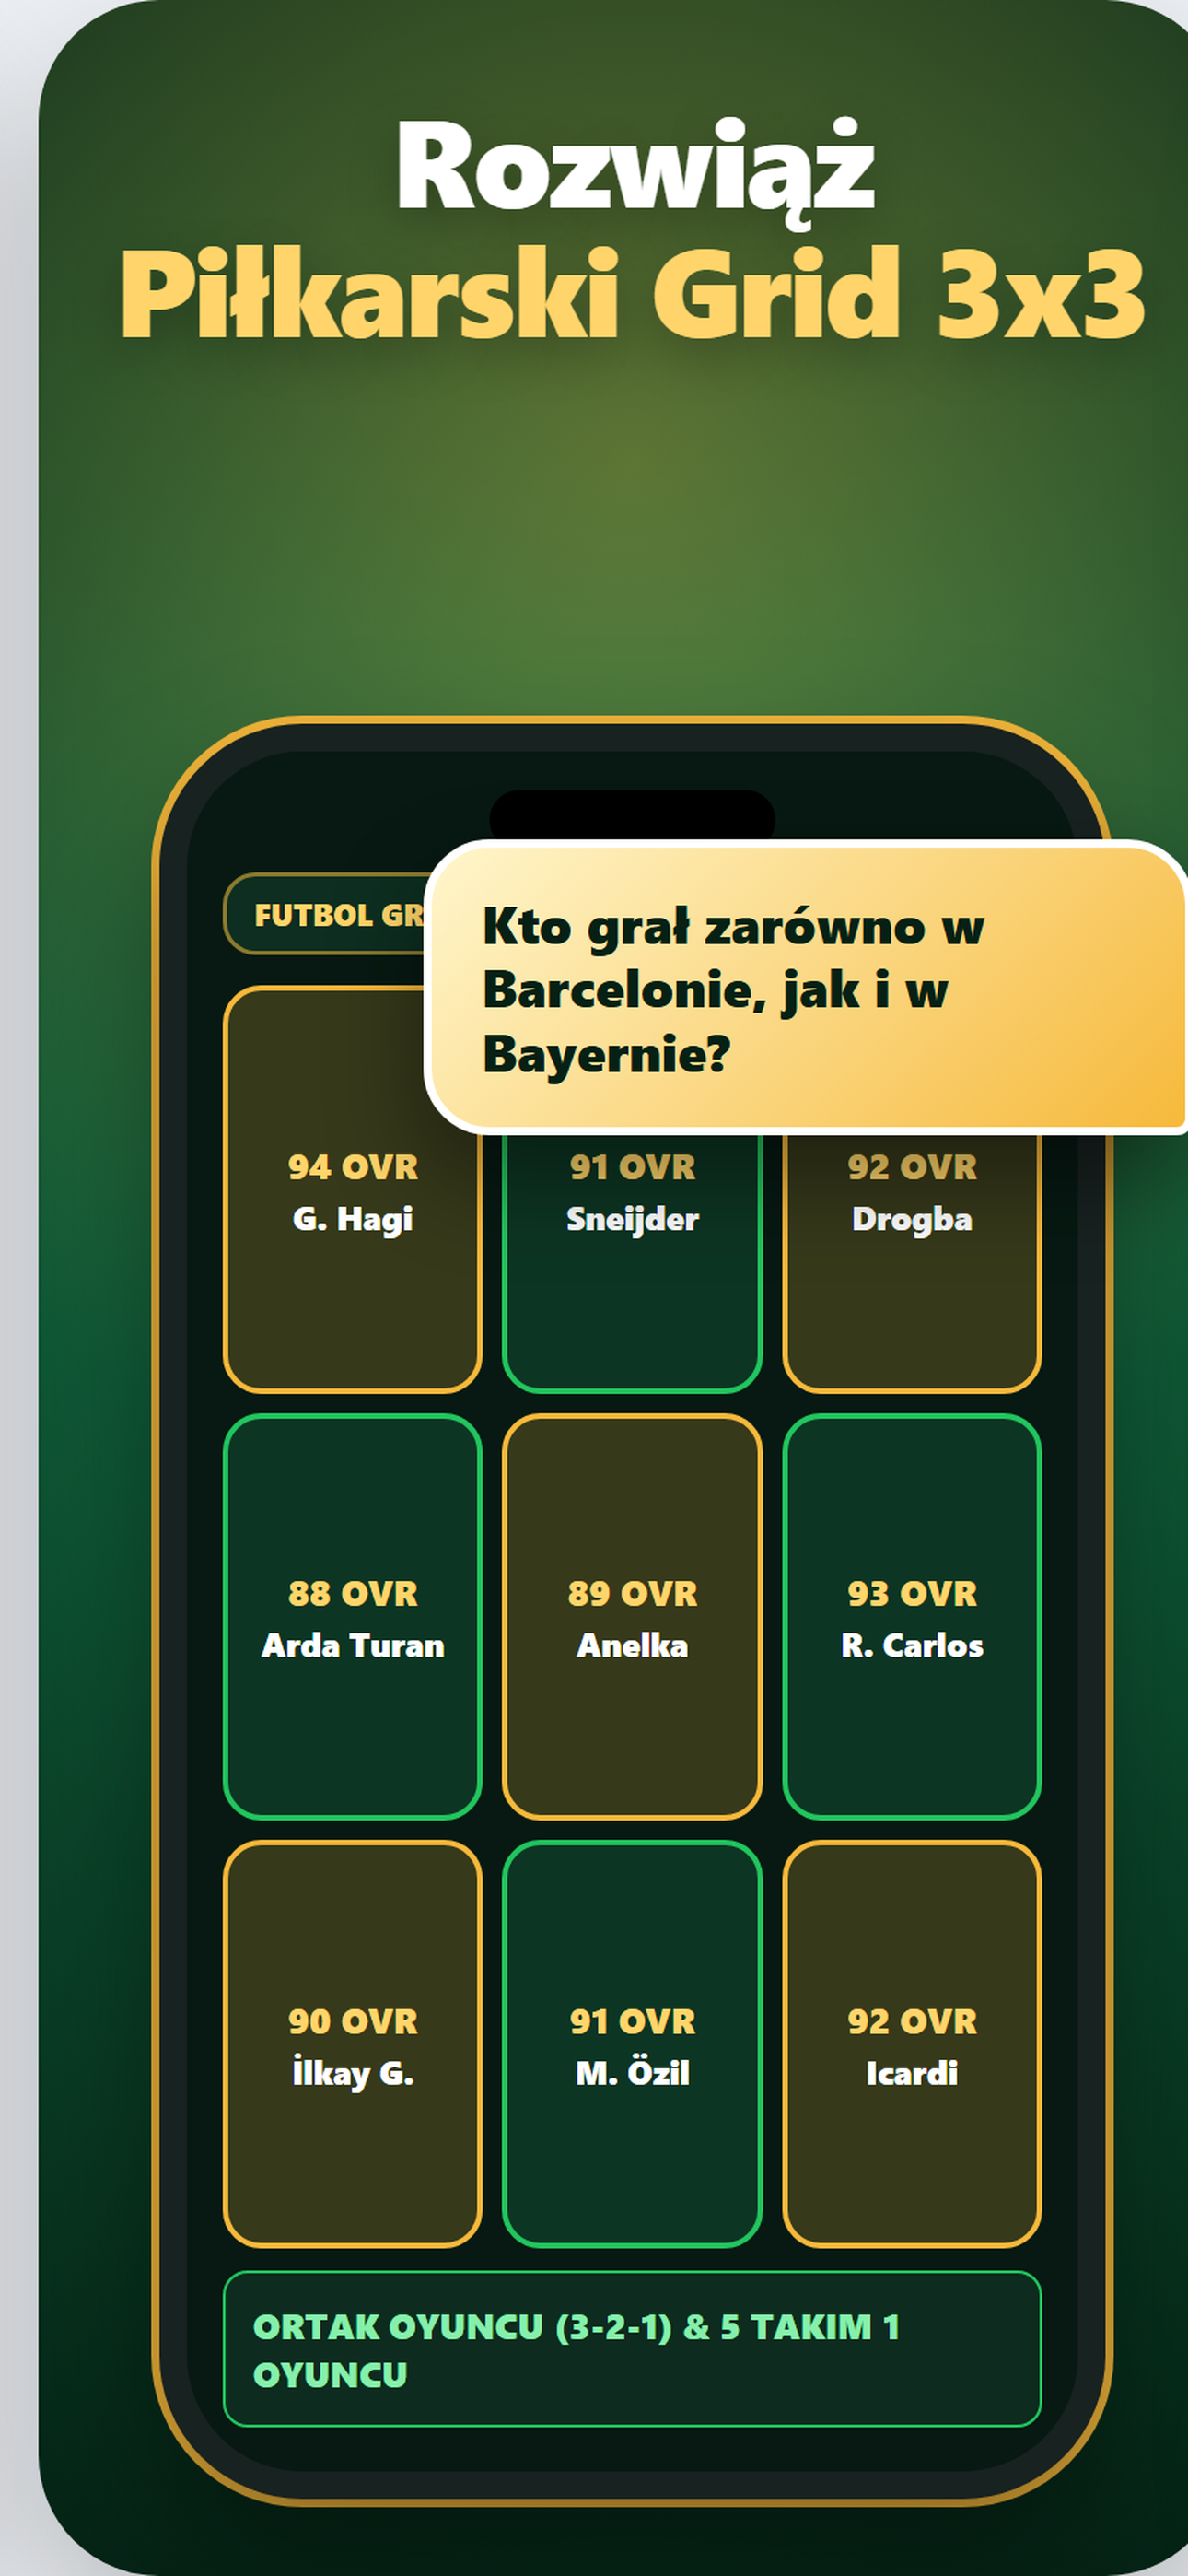 Rozwiąż
Piłkarski Grid 3x3
FUTBOL GR
Kto grał zarówno w
Barcelonie, jak i w
Bayernie?
94 OVR
G. Hagi
91 OVR
Sneijder
92 OVR
Drogba
88 OVR
Arda Turan
89 OVR
Anelka
93 OVR
R. Carlos
90 OVR
İlkay G.
91 OVR
M. Özil
92 OVR
Icardi
ORTAK OYUNCU (3-2-1) & 5 TAKIM 1
OYUNCU